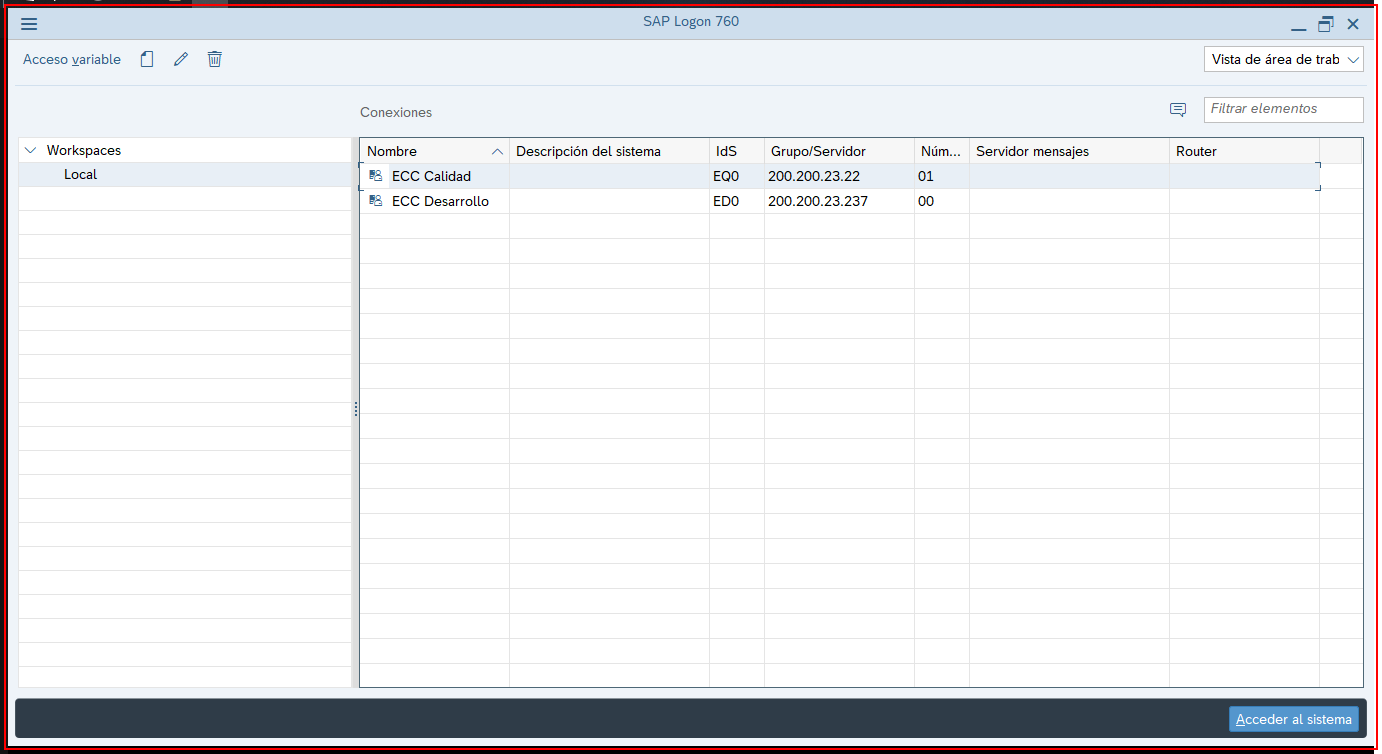 SAP Logon 760
Acceso variable
Vista de área de trab
Conexiones
Filtrar elementos
Workspaces
Local
Nombre Descripción del sistema IdS Grupo/Servidor Núm... Servidor mensajes Router
ECC Calidad EQ0 200.200.23.22 01
ECC Desarrollo ED0 200.200.23.237 00
Acceder al sistema